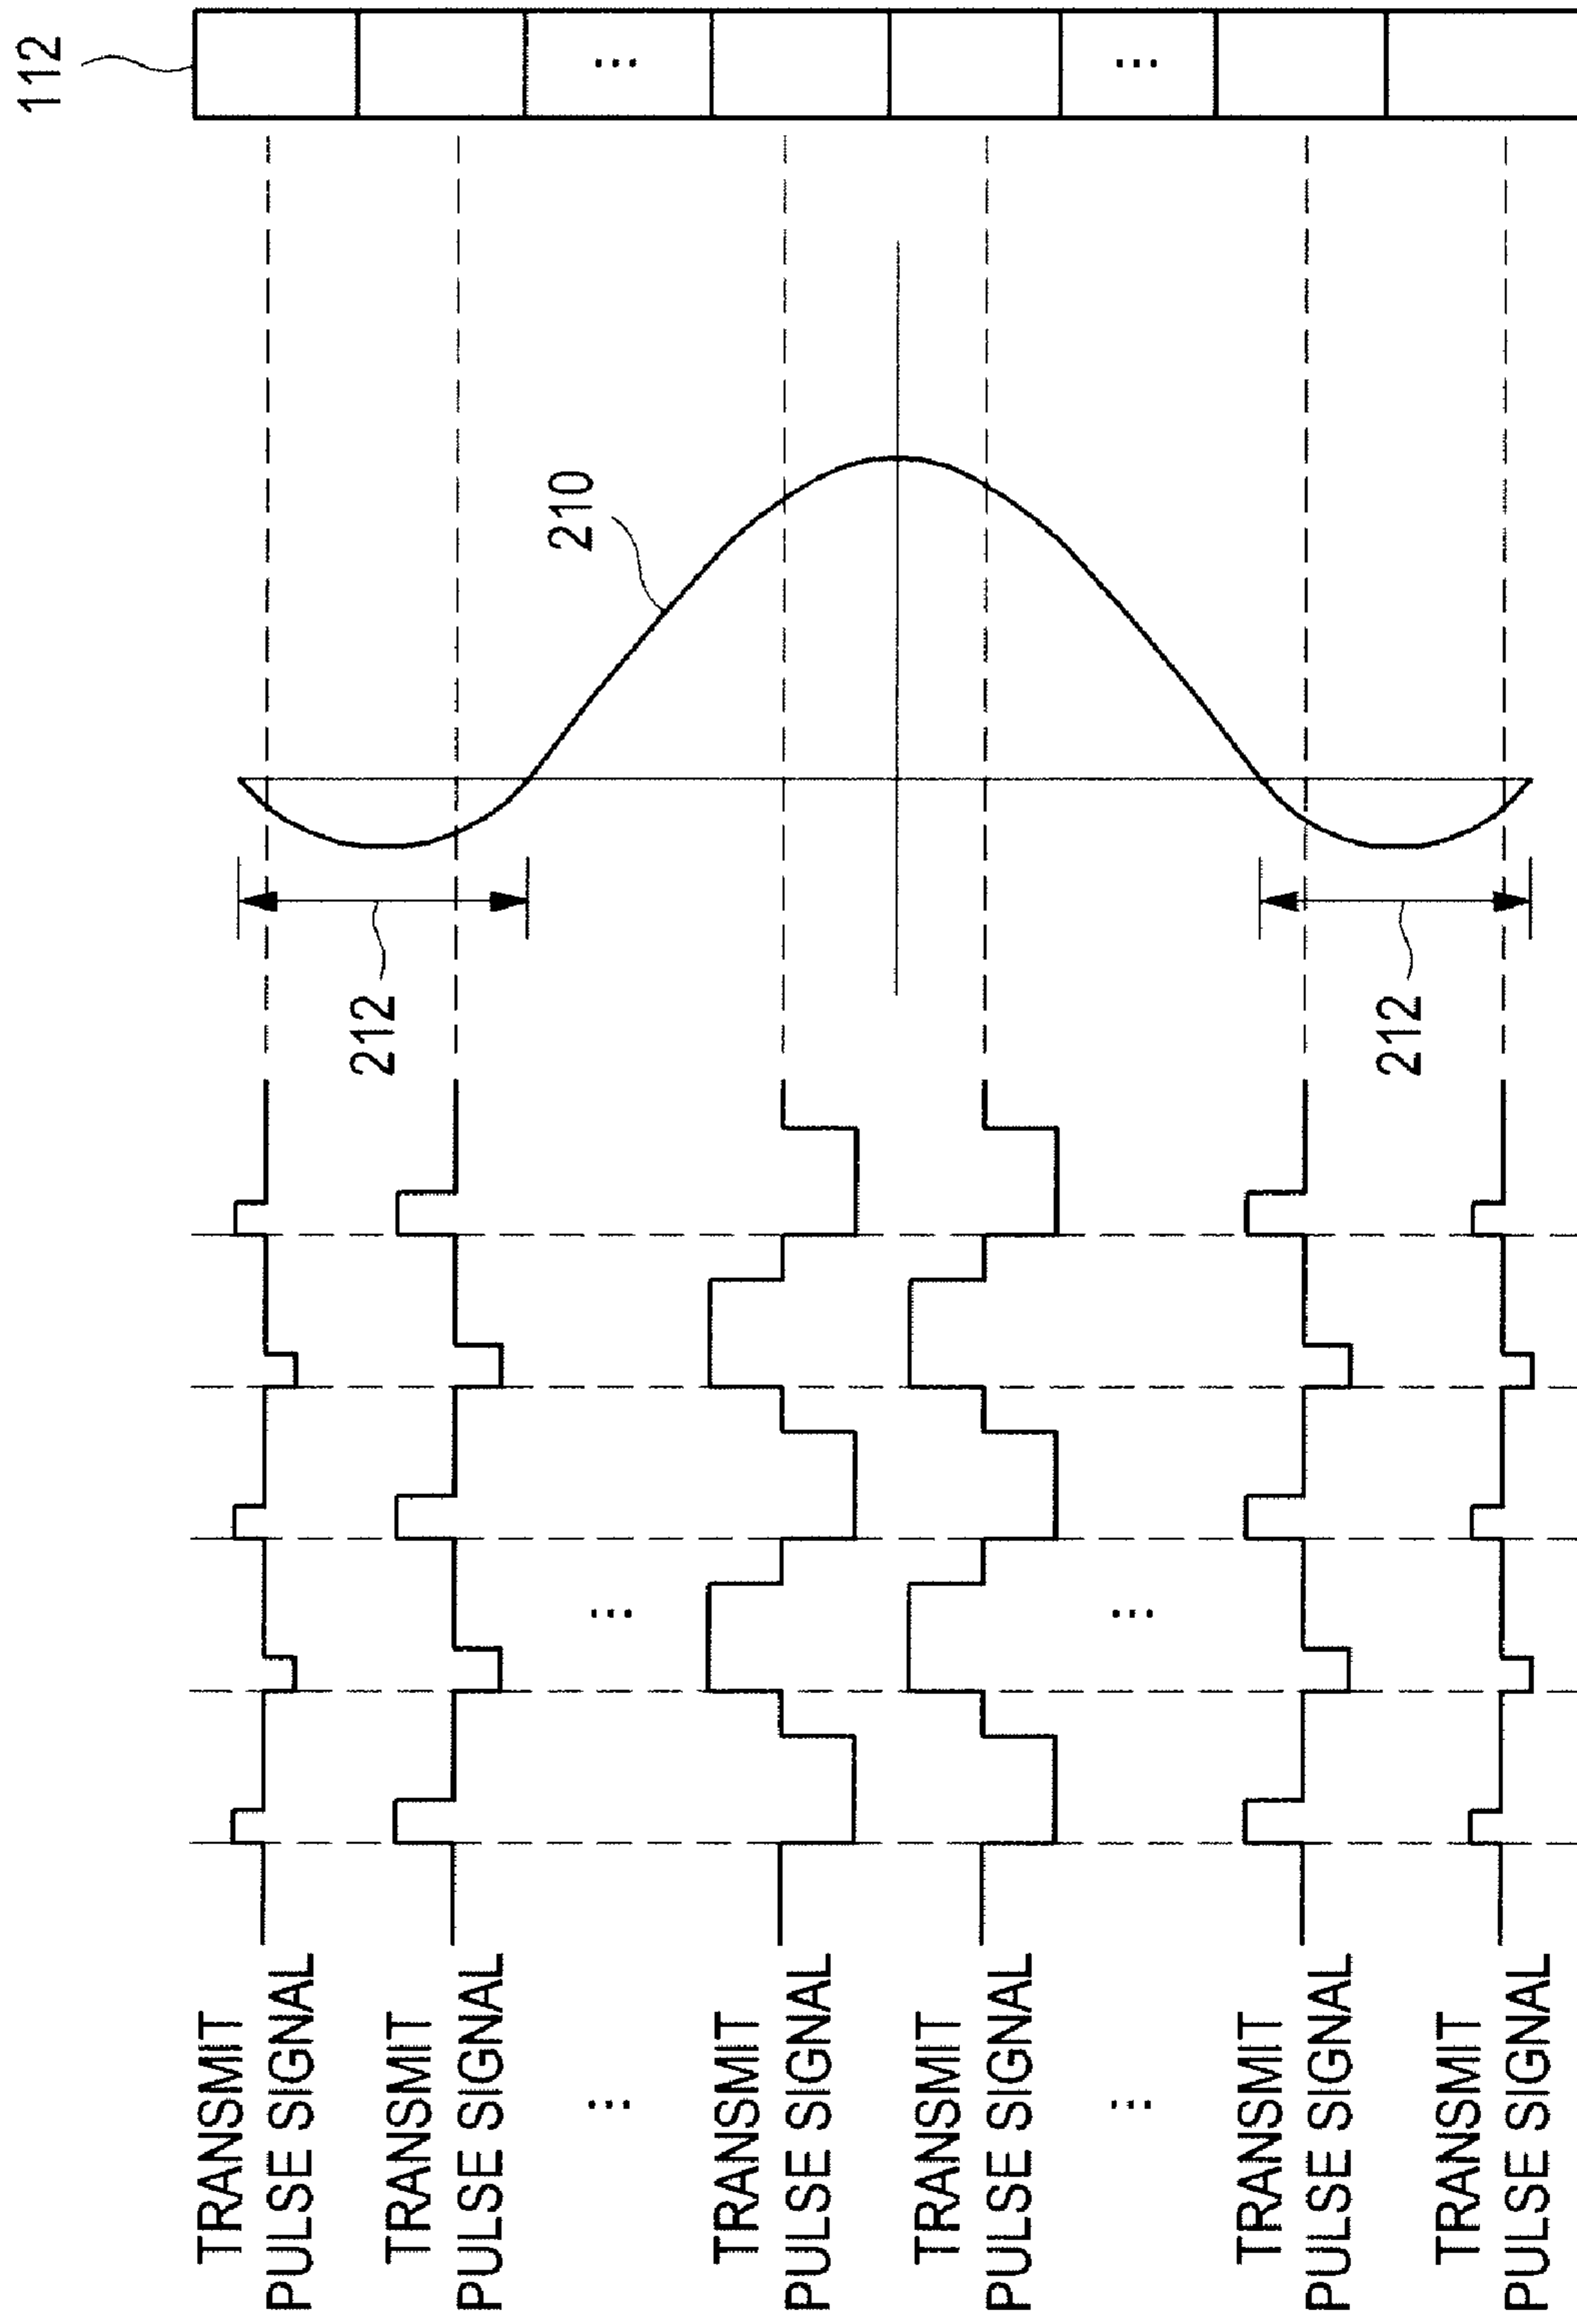 112
210
212
212
TRANSMIT
PULSE SIGNAL
TRANSMIT
PULSE SIGNAL
...
TRANSMIT
PULSE SIGNAL
TRANSMIT
PULSE SIGNAL
...
TRANSMIT
PULSE SIGNAL
TRANSMIT
PULSE SIGNAL